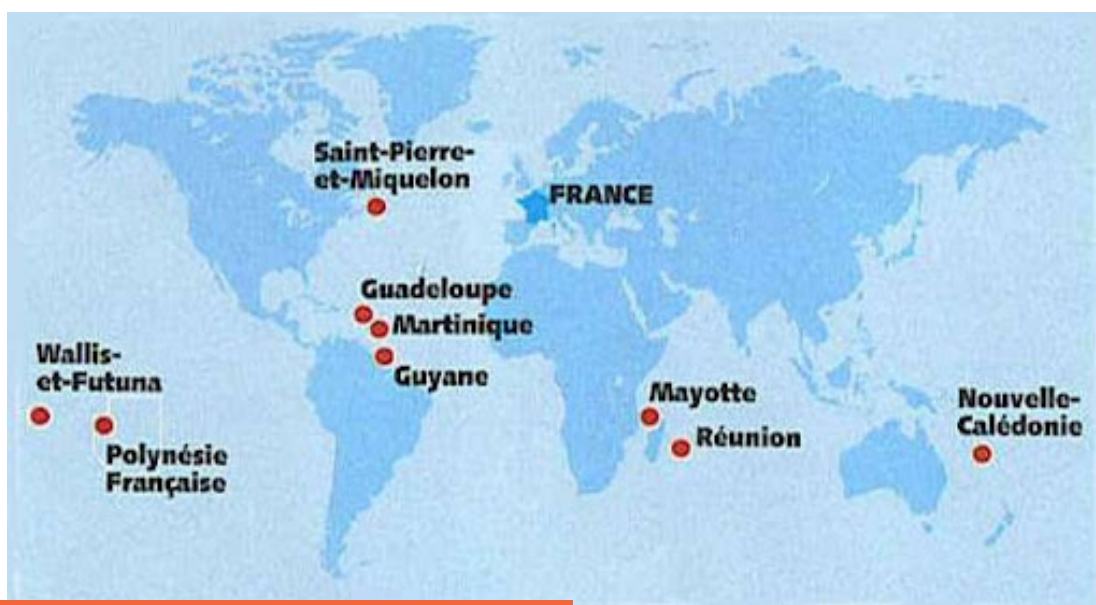 Saint-Pierre-
et-Miquelon
FRANCE
Guadeloupe
Martinique
Guyane
Wallis-
et-Futuna
Polynésie
Française
Mayotte
Réunion
Nouvelle-
Calédonie